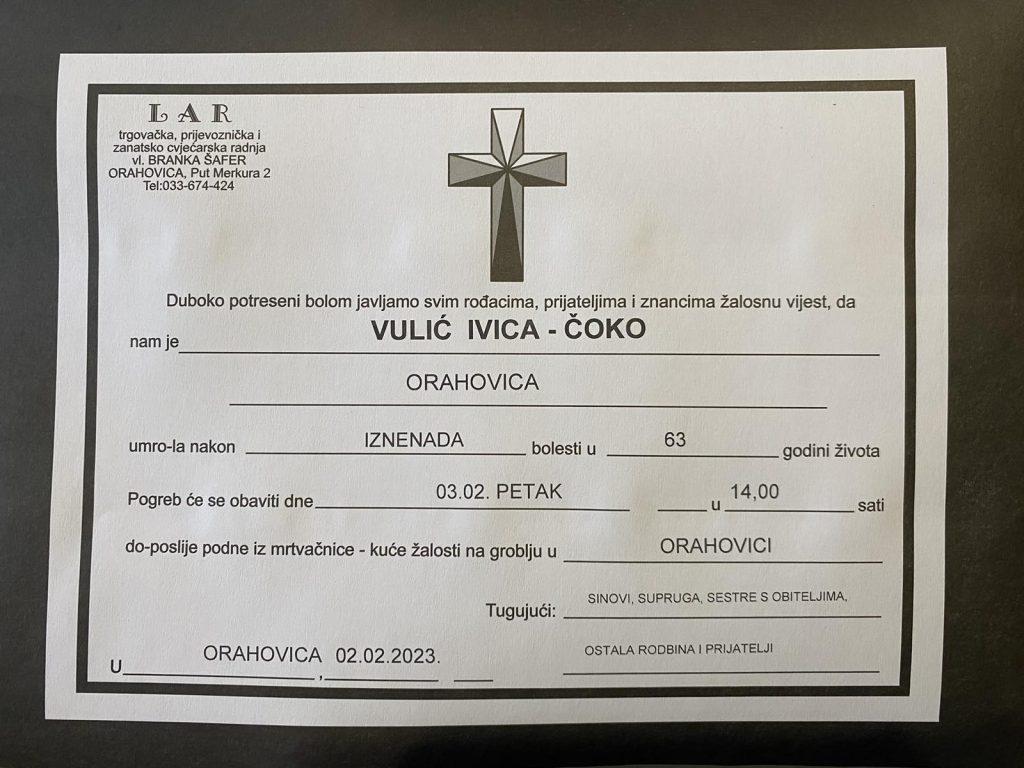 LAR
trgovačka, prijevoznička i
zanatsko cvjećarska radnja
vl. BRANKA ŠAFER
ORAHOVICA, Put Merkura 2
Tel:033-674-424
Duboko potreseni bolom javljamo svim rođacima, prijateljima i znancima žalosnu vijest, da
nam je VULIĆ IVICA - ČOKO
ORAHOVICA
umro-la nakon IZNENADA bolesti u 63 godini života
Pogreb će se obaviti dne 03.02. PETAK u 14,00 sati
do-poslije podne iz mrtvačnice - kuće žalosti na groblju u ORAHOVICI
Tugujući: SINOVI, SUPRUGA, SESTRE S OBITELJIMA,
OSTALA RODBINA I PRIJATELJI
U ORAHOVICA 02.02.2023.